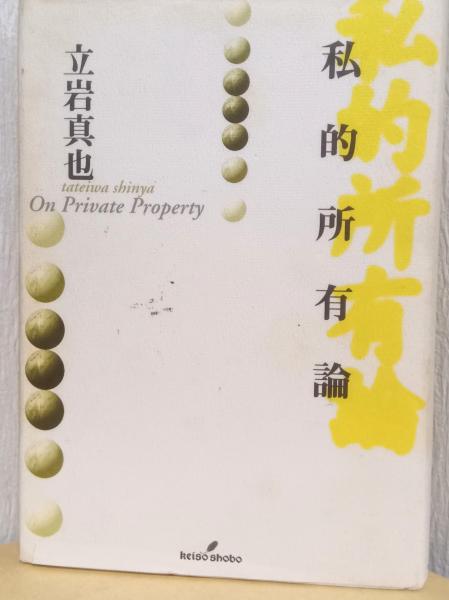 私的所有論
私的所有論
立岩真也
tateiwa shinya
On Private Property
keiso shobo